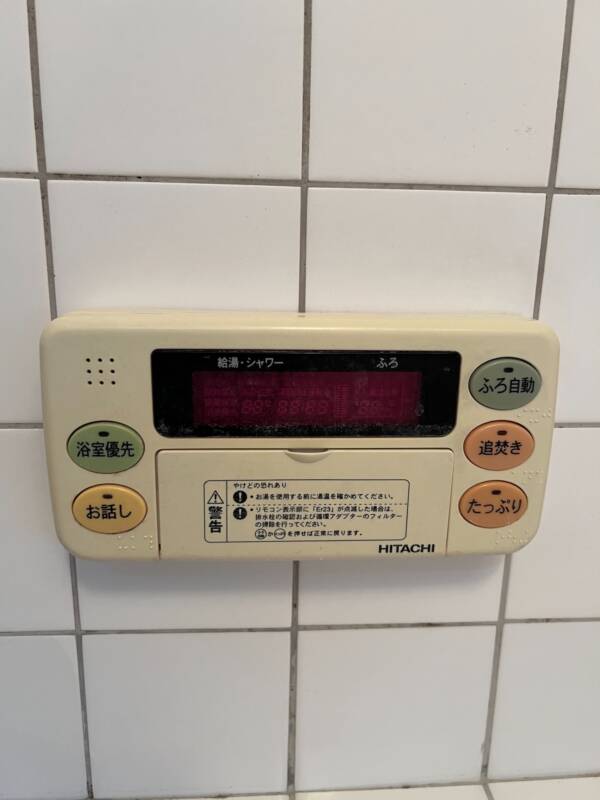 給湯・シャワー
ふろ
ふろ自動
浴室優先
追焚き
お話し
たっぷり
やけどの恐れあり
警告
・お湯を使用する前に湯温を確かめてください。
・リモコン表示部に「Er23」が点滅した場合は、
排水栓の確認および循環アダプターのフィルター
の掃除を行ってください。
を押せば正常に戻ります。
HITACHI